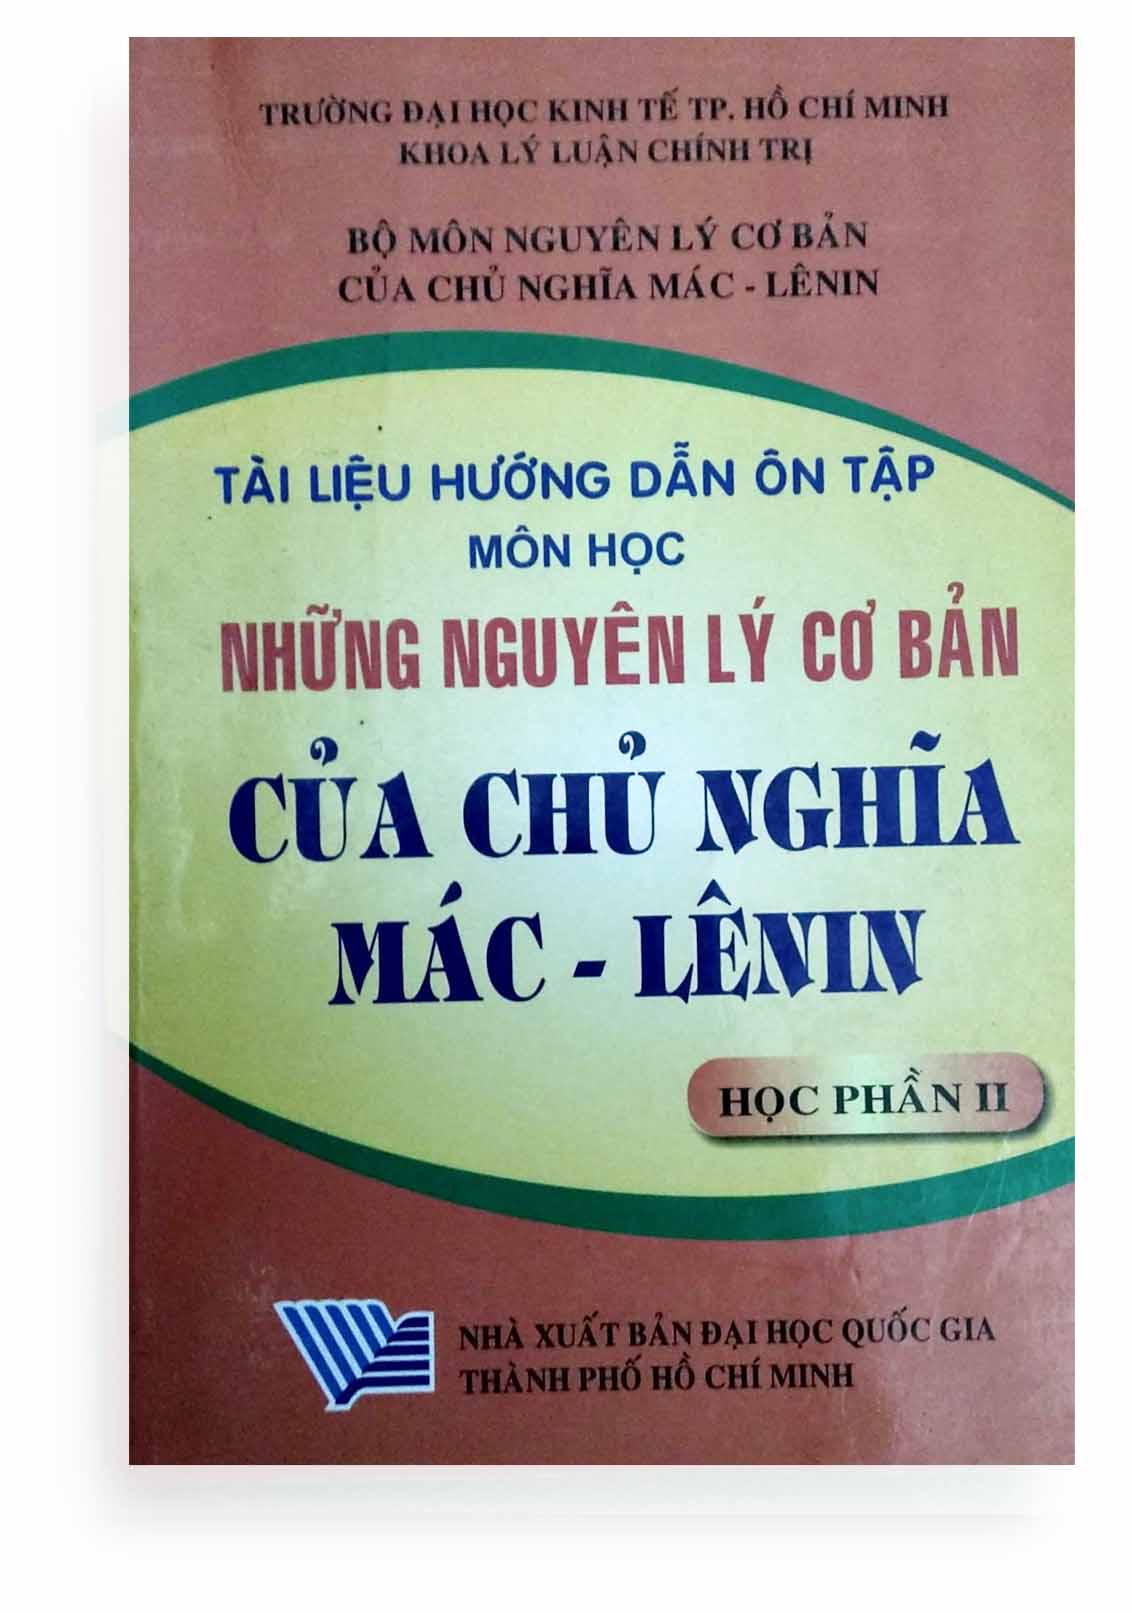 TRƯỜNG ĐẠI HỌC KINH TẾ TP. HỒ CHÍ MINH
KHOA LÝ LUẬN CHÍNH TRỊ
BỘ MÔN NGUYÊN LÝ CƠ BẢN
CỦA CHỦ NGHĨA MÁC - LÊNIN
TÀI LIỆU HƯỚNG DẪN ÔN TẬP
MÔN HỌC
NHỮNG NGUYÊN LÝ CƠ BẢN
CỦA CHỦ NGHĨA
MÁC - LÊNIN
HỌC PHẦN II
NHÀ XUẤT BẢN ĐẠI HỌC QUỐC GIA
THÀNH PHỐ HỒ CHÍ MINH